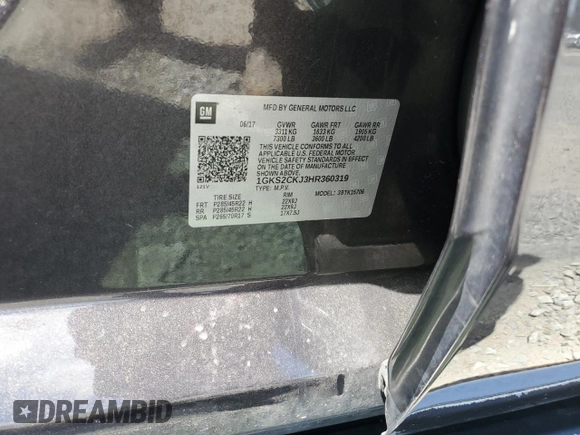 GM
MFD BY GENERAL MOTORS LLC
06/17 GVWR GAWR FRT GAWR RR
3311 KG 1633 KG 1905 KG
7300 LB 3600 LB 4200 LB
THIS VEHICLE CONFORMS TO ALL
APPLICABLE U.S. FEDERAL MOTOR
VEHICLE SAFETY STANDARDS IN EFFECT
ON THE DATE OF MANUFACTURE
SHOWN ABOVE.
1GKS2CKJ3HR360319
TYPE: M.P.V. MODEL:
TIRE SIZE RIM
FRT P285/45R22 H 22X9J
RR P285/45R22 H 22X9J
SPA P265/70R17 S 17X7.5J
DREAMBID